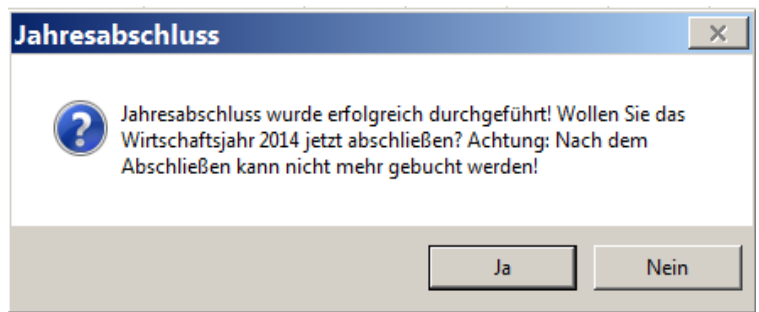 Jahresabschluss
Jahresabschluss wurde erfolgreich durchgeführt! Wollen Sie das
Wirtschaftsjahr 2014 jetzt abschließen? Achtung: Nach dem
Abschließen kann nicht mehr gebucht werden!
Ja
Nein